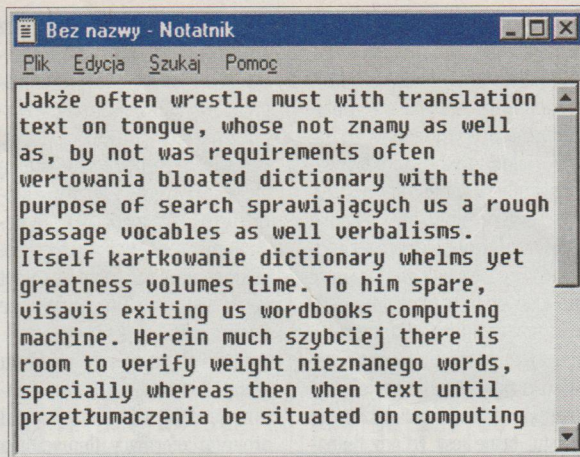 Bez nazwy - Notatnik
Plik Edycja Szukaj Pomoc
Jakże often wrestle must with translation
text on tongue, whose not znamy as well
as, by not was requirements often
wertowania bloated dictionary with the
purpose of search sprawiających us a rough
passage vocables as well verbalisms.
Itself kartkowanie dictionary whelms yet
greatness volumes time. To him spare,
visavis exiting us wordbooks computing
machine. Herein much szybciej there is
room to verify weight nieznanego words,
specially whereas then when text until
przetłumaczenia be situated on computing